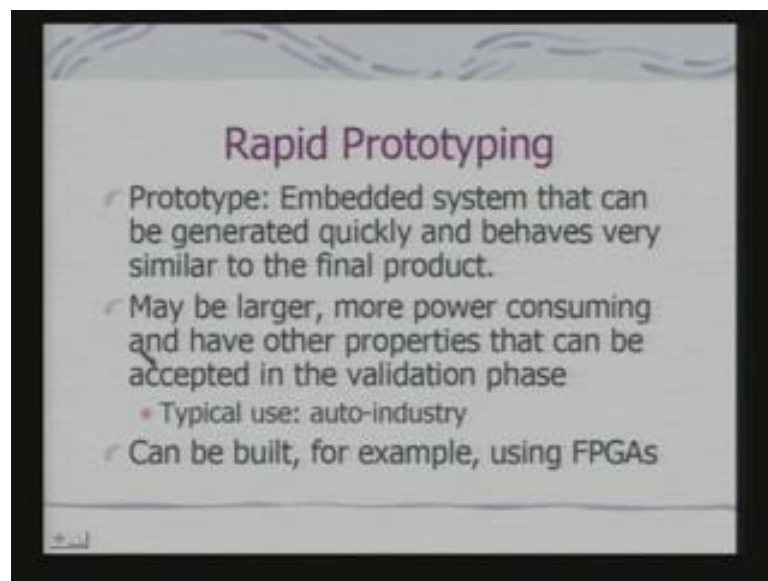 Rapid Prototyping
Prototype: Embedded system that can
be generated quickly and behaves very
similar to the final product.
May be larger, more power consuming
and have other properties that can be
accepted in the validation phase
Typical use: auto-industry
Can be built, for example, using FPGAs